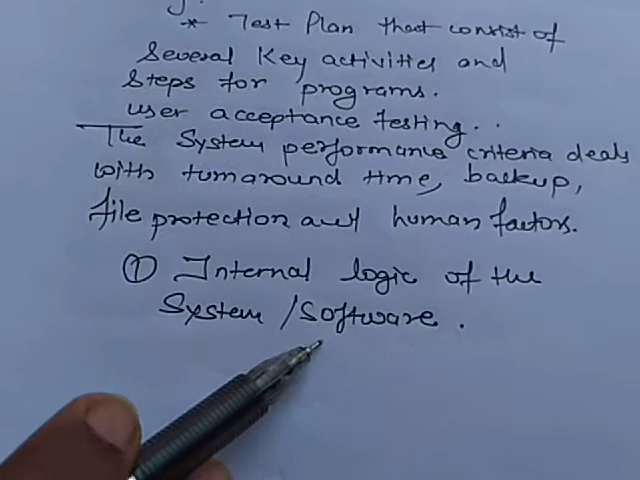 * Test Plan that consist of
Several Key activities and
Steps for programs.
user acceptance testing..
The System performance criteria deals
with turnaround time, backup,
file protection and human factors.
① Internal logic of the
System / Software.